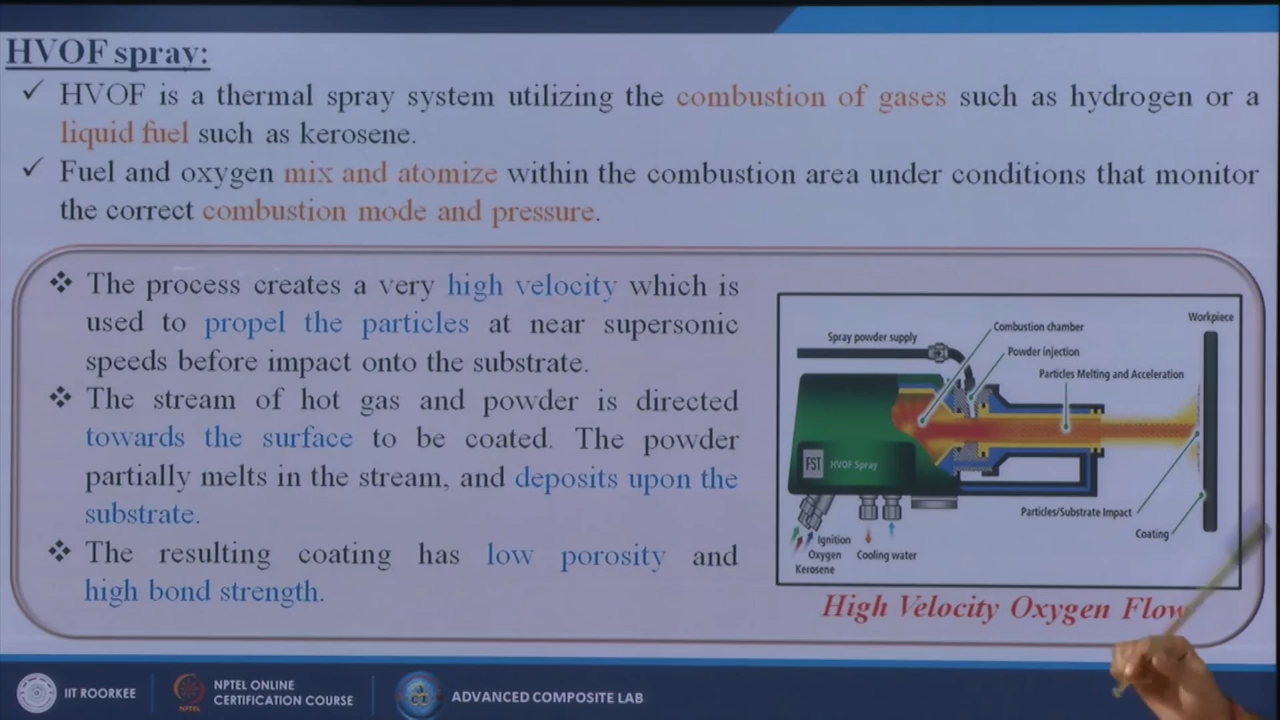 HVOF spray:
✓ HVOF is a thermal spray system utilizing the combustion of gases such as hydrogen or a
liquid fuel such as kerosene.
✓ Fuel and oxygen mix and atomize within the combustion area under conditions that monitor
the correct combustion mode and pressure.
❖ The process creates a very high velocity which is
used to propel the particles at near supersonic
speeds before impact onto the substrate.
❖ The stream of hot gas and powder is directed
towards the surface to be coated. The powder
partially melts in the stream, and deposits upon the
substrate.
❖ The resulting coating has low porosity and
high bond strength.
Workpiece
Combustion chamber
Spray powder supply
Powder injection
Particles Melting and Acceleration
FST HVOF Spray
Particles/Substrate Impact
Coating
Ignition
Oxygen
Kerosene
Cooling water
High Velocity Oxygen Flow
IIT ROORKEE
NPTEL
NPTEL ONLINE
CERTIFICATION COURSE
ADVANCED COMPOSITE LAB